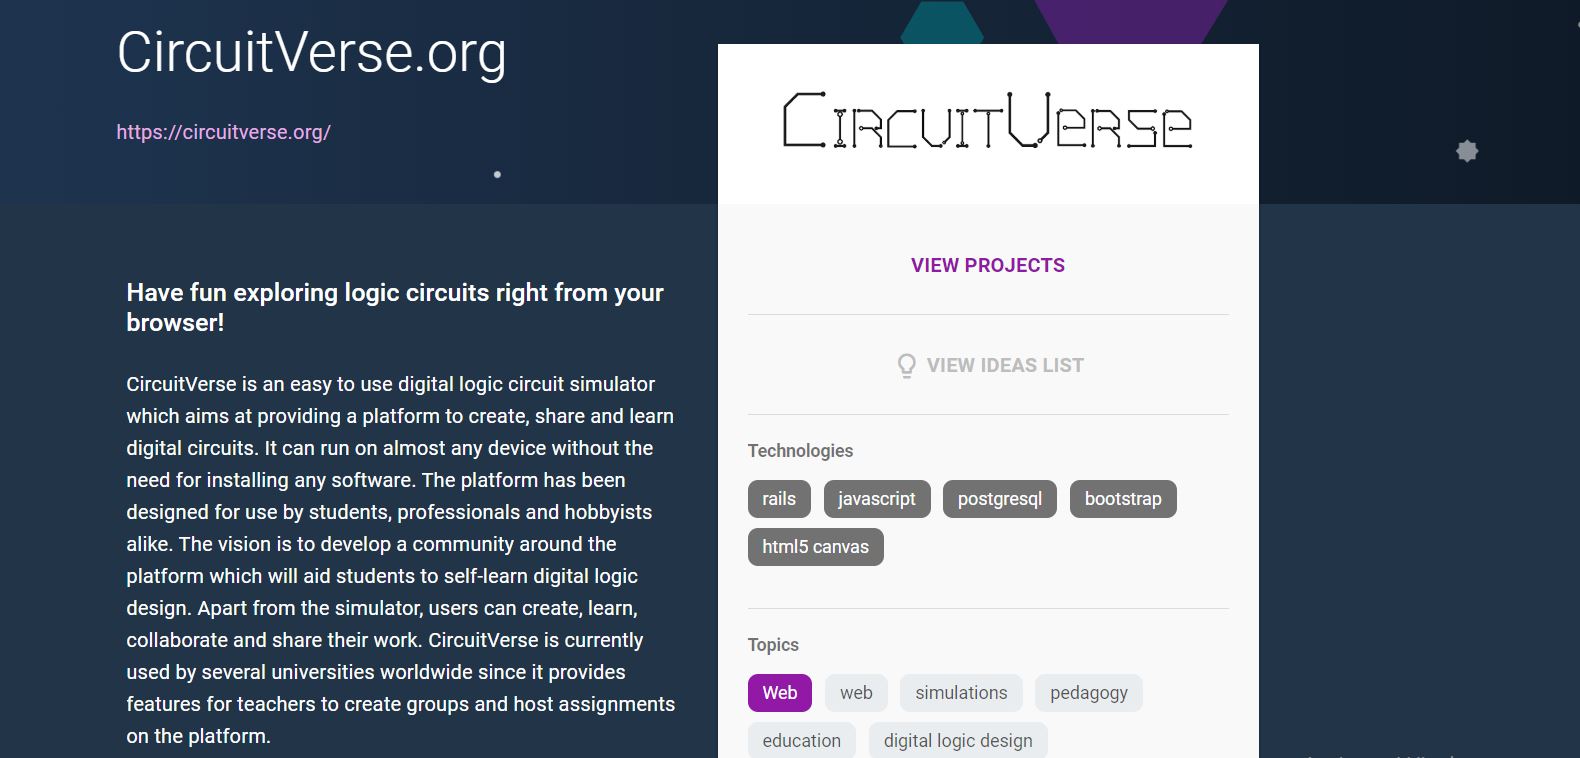 CircuitVerse.org
https://circuitverse.org/
Have fun exploring logic circuits right from your
browser!
CircuitVerse is an easy to use digital logic circuit simulator
which aims at providing a platform to create, share and learn
digital circuits. It can run on almost any device without the
need for installing any software. The platform has been
designed for use by students, professionals and hobbyists
alike. The vision is to develop a community around the
platform which will aid students to self-learn digital logic
design. Apart from the simulator, users can create, learn,
collaborate and share their work. CircuitVerse is currently
used by several universities worldwide since it provides
features for teachers to create groups and host assignments
on the platform.
CircuitVerse
VIEW PROJECTS
VIEW IDEAS LIST
Technologies
rails javascript postgresql bootstrap
html5 canvas
Topics
Web web simulations pedagogy
education digital logic design